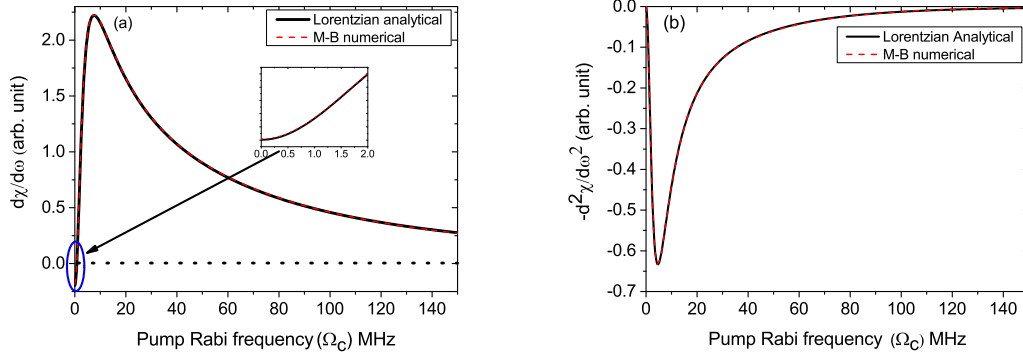 (a)
Lorentzian analytical
M-B numerical
dχ/dω (arb. unit)
2.0
1.5
1.0
0.5
0.0
0.0 0.5 1.0 1.5 2.0
0 20 40 60 80 100 120 140
Pump Rabi frequency (Ωc) MHz
(b)
Lorentzian Analytical
M-B numerical
-d²χ/dω² (arb. unit)
0.0
-0.1
-0.2
-0.3
-0.4
-0.5
-0.6
-0.7
0 20 40 60 80 100 120 140
Pump Rabi frequency (Ωc) MHz